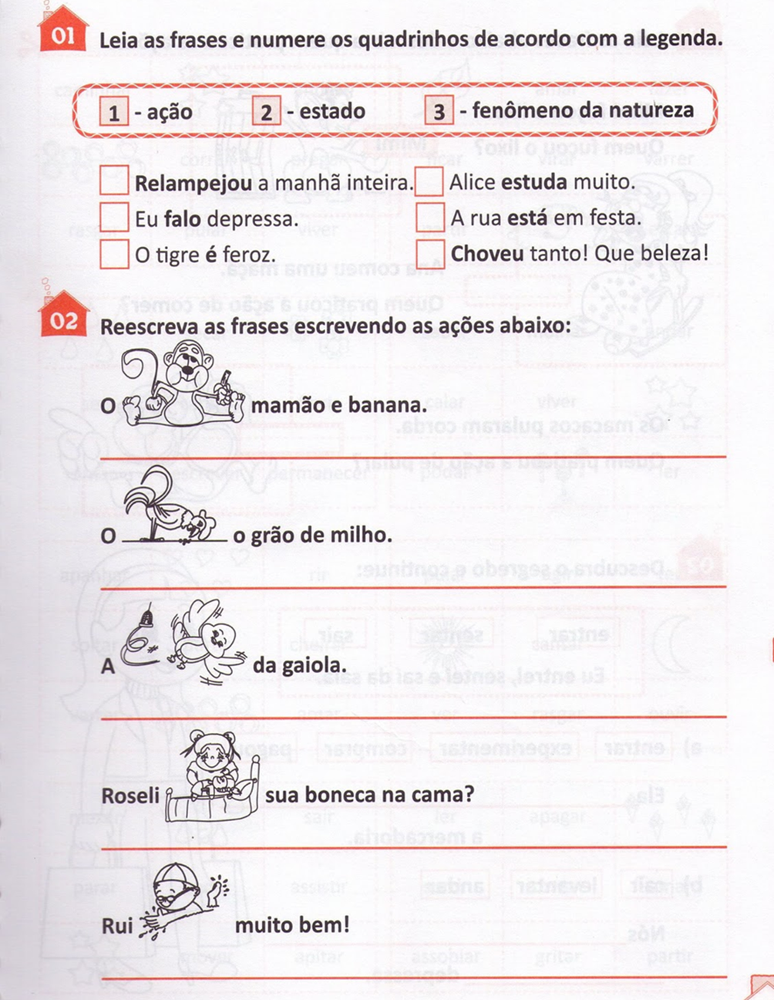 01 Leia as frases e numere os quadrinhos de acordo com a legenda.
1 - ação 2 - estado 3 - fenômeno da natureza
Relampejou a manhã inteira. Alice estuda muito.
Eu falo depressa. A rua está em festa.
O tigre é feroz. Choveu tanto! Que beleza!
02 Reescreva as frases escrevendo as ações abaixo:
O mamão e banana.
O o grão de milho.
A da gaiola.
Roseli sua boneca na cama?
Rui muito bem!